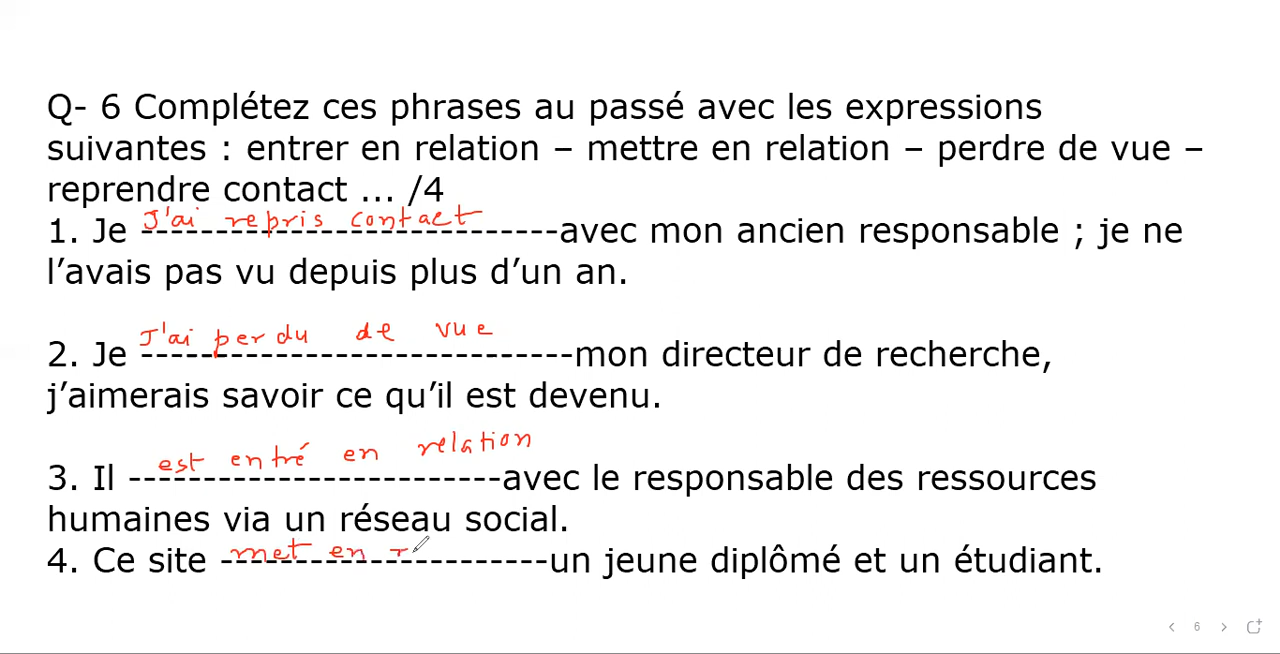 Q- 6 Complétez ces phrases au passé avec les expressions
suivantes : entrer en relation – mettre en relation – perdre de vue –
reprendre contact ... /4
J'ai repris contact
1. Je ----------------------------avec mon ancien responsable ; je ne
l’avais pas vu depuis plus d’un an.
J'ai perdu de vue
2. Je -----------------------------mon directeur de recherche,
j’aimerais savoir ce qu’il est devenu.
est entré en relation
3. Il -------------------------avec le responsable des ressources
humaines via un réseau social.
met en r
4. Ce site ----------------------un jeune diplômé et un étudiant.
6